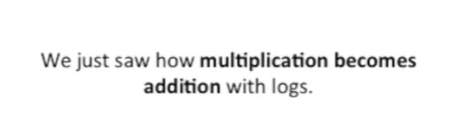 We just saw how multiplication becomes
addition with logs.